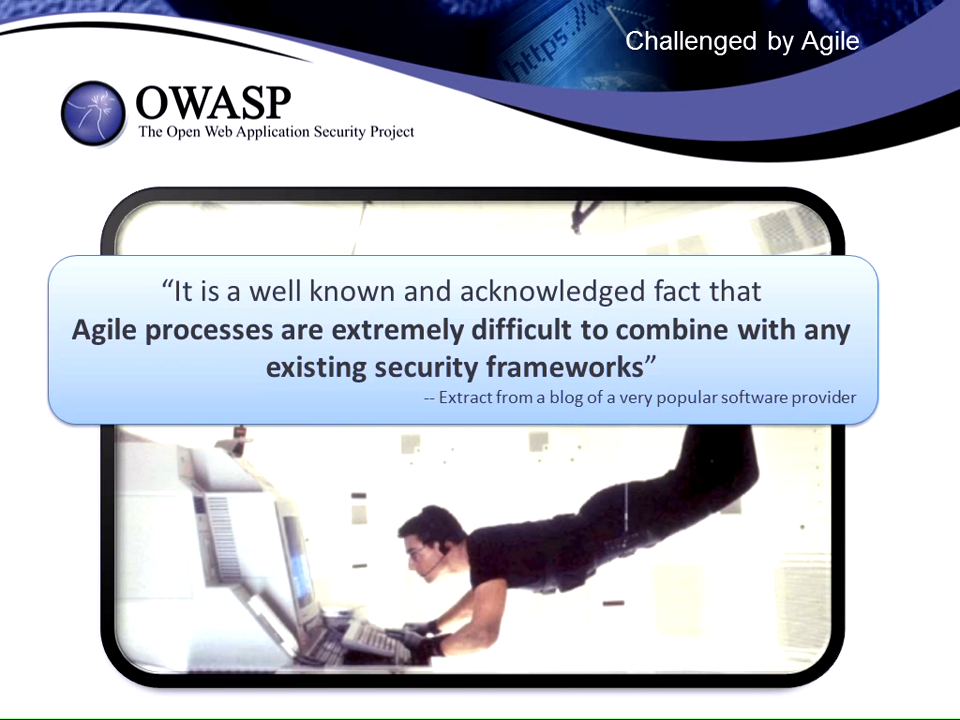 https://w
Challenged by Agile
OWASP
The Open Web Application Security Project
“It is a well known and acknowledged fact that
Agile processes are extremely difficult to combine with any
existing security frameworks”
-- Extract from a blog of a very popular software provider